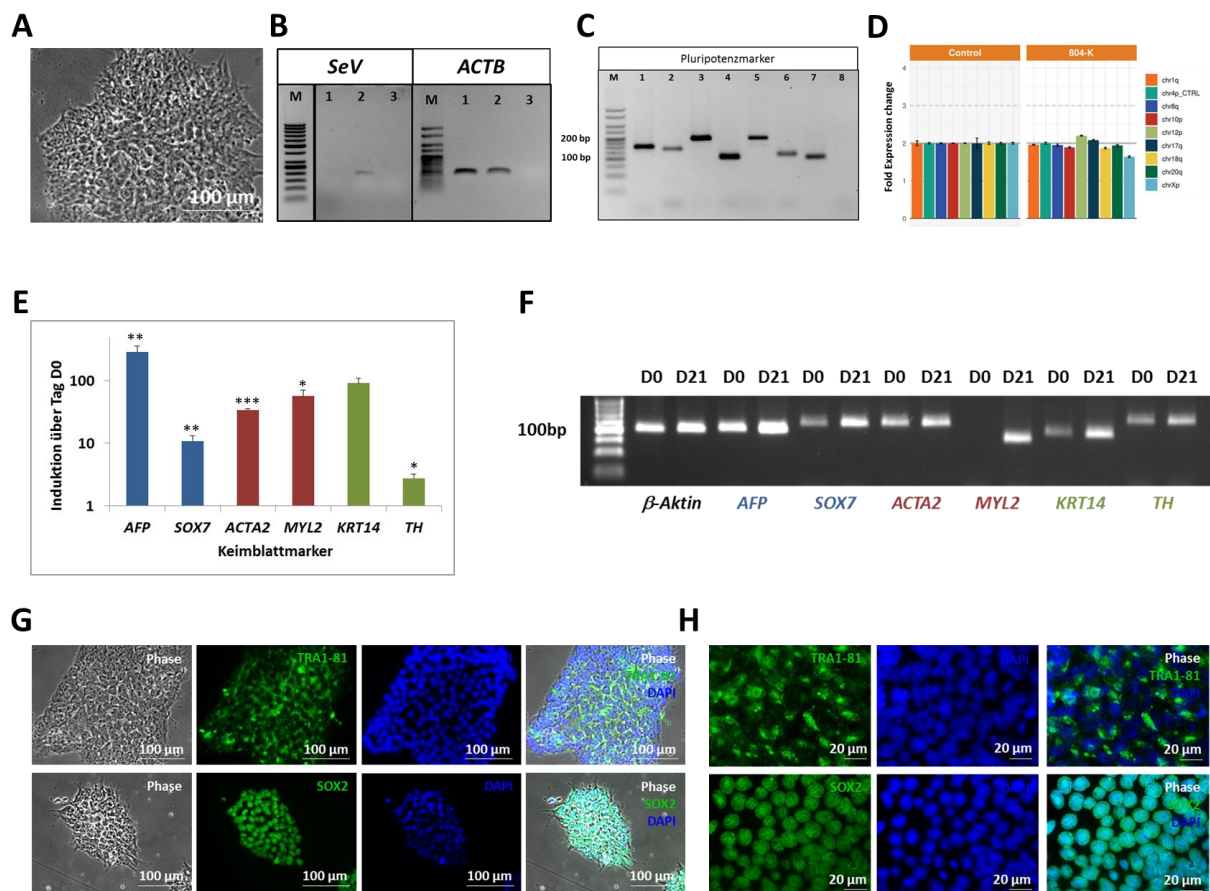 A
100 µm
B
SeV
ACTB
M 1 2 3
M 1 2 3
C
Pluripotenzmarker
M 1 2 3 4 5 6 7 8
200 bp
100 bp
D
Control
804-K
Fold Expression change
4
3
2
1
0
chr1q
chr4p_CTRL
chr8q
chr10p
chr12p
chr17q
chr18q
chr20q
chrXp
E
Induktion über Tag D0
100
10
1
**
**
***
*
*
AFP SOX7 ACTA2 MYL2 KRT14 TH
Keimblattmarker
F
D0 D21 D0 D21 D0 D21 D0 D21 D0 D21 D0 D21 D0 D21
100bp
β-Aktin AFP SOX7 ACTA2 MYL2 KRT14 TH
G
Phase
100 µm
TRA1-81
100 µm
100 µm
Phase
TRA1-81
DAPI
100 µm
Phase
100 µm
SOX2
100 µm
DAPI
100 µm
Phase
SOX2
DAPI
100 µm
H
TRA1-81
20 µm
DAPI
20 µm
Phase
TRA1-81
DAPI
20 µm
SOX2
20 µm
DAPI
20 µm
Phase
SOX2
DAPI
20 µm